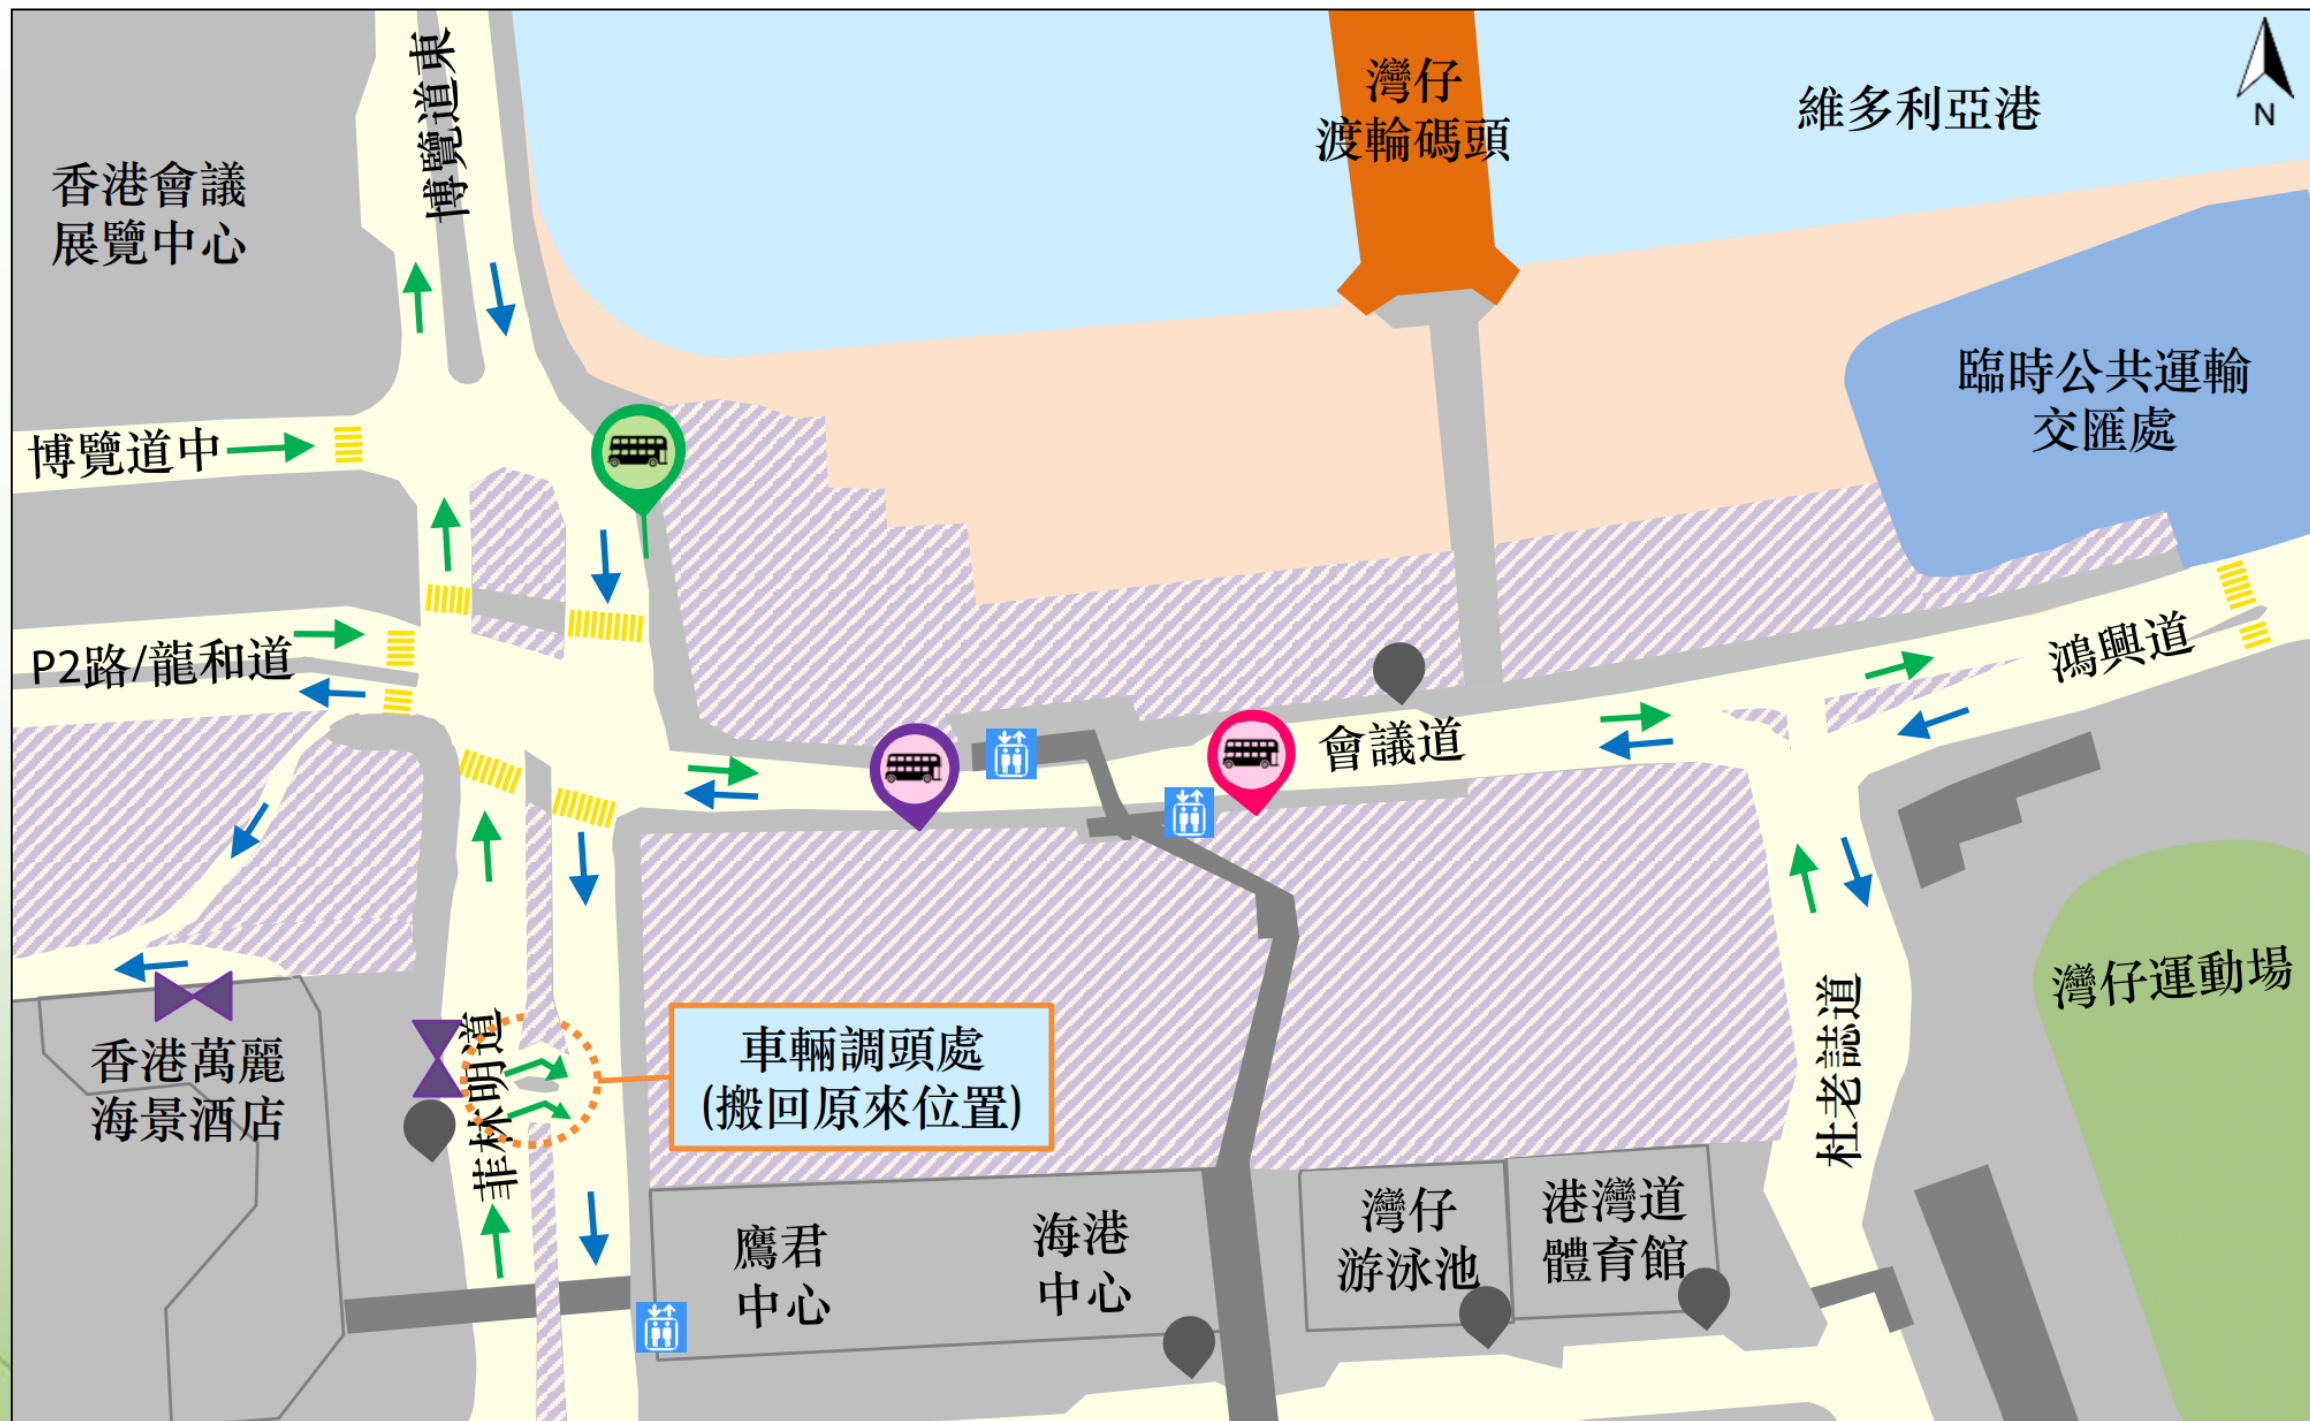 博覽道東
灣仔
渡輪碼頭
維多利亞港
N
香港會議
展覽中心
臨時公共運輸
交匯處
博覽道中
P2路/龍和道
鴻興道
會議道
灣仔運動場
杜老誌道
菲林明道
車輛調頭處
(搬回原來位置)
香港萬麗
海景酒店
鷹君
中心
海港
中心
灣仔
游泳池
港灣道
體育館